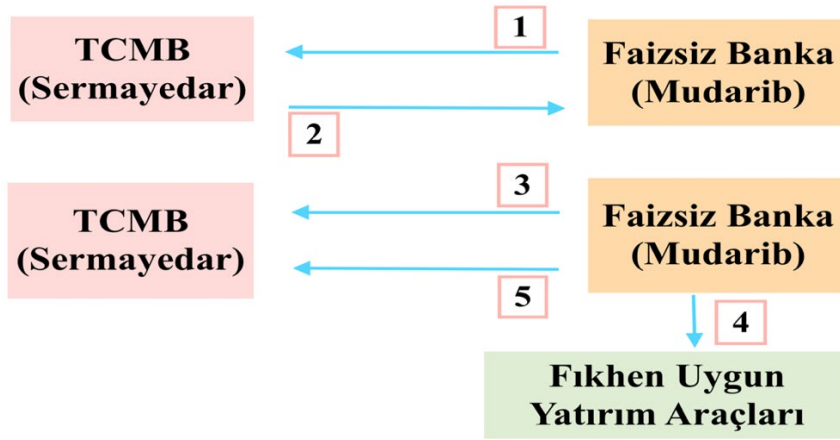 TCMB
(Sermayedar)
1
Faizsiz Banka
(Mudarib)
2
TCMB
(Sermayedar)
3
Faizsiz Banka
(Mudarib)
5
4
Fıkhen Uygun
Yatırım Araçları